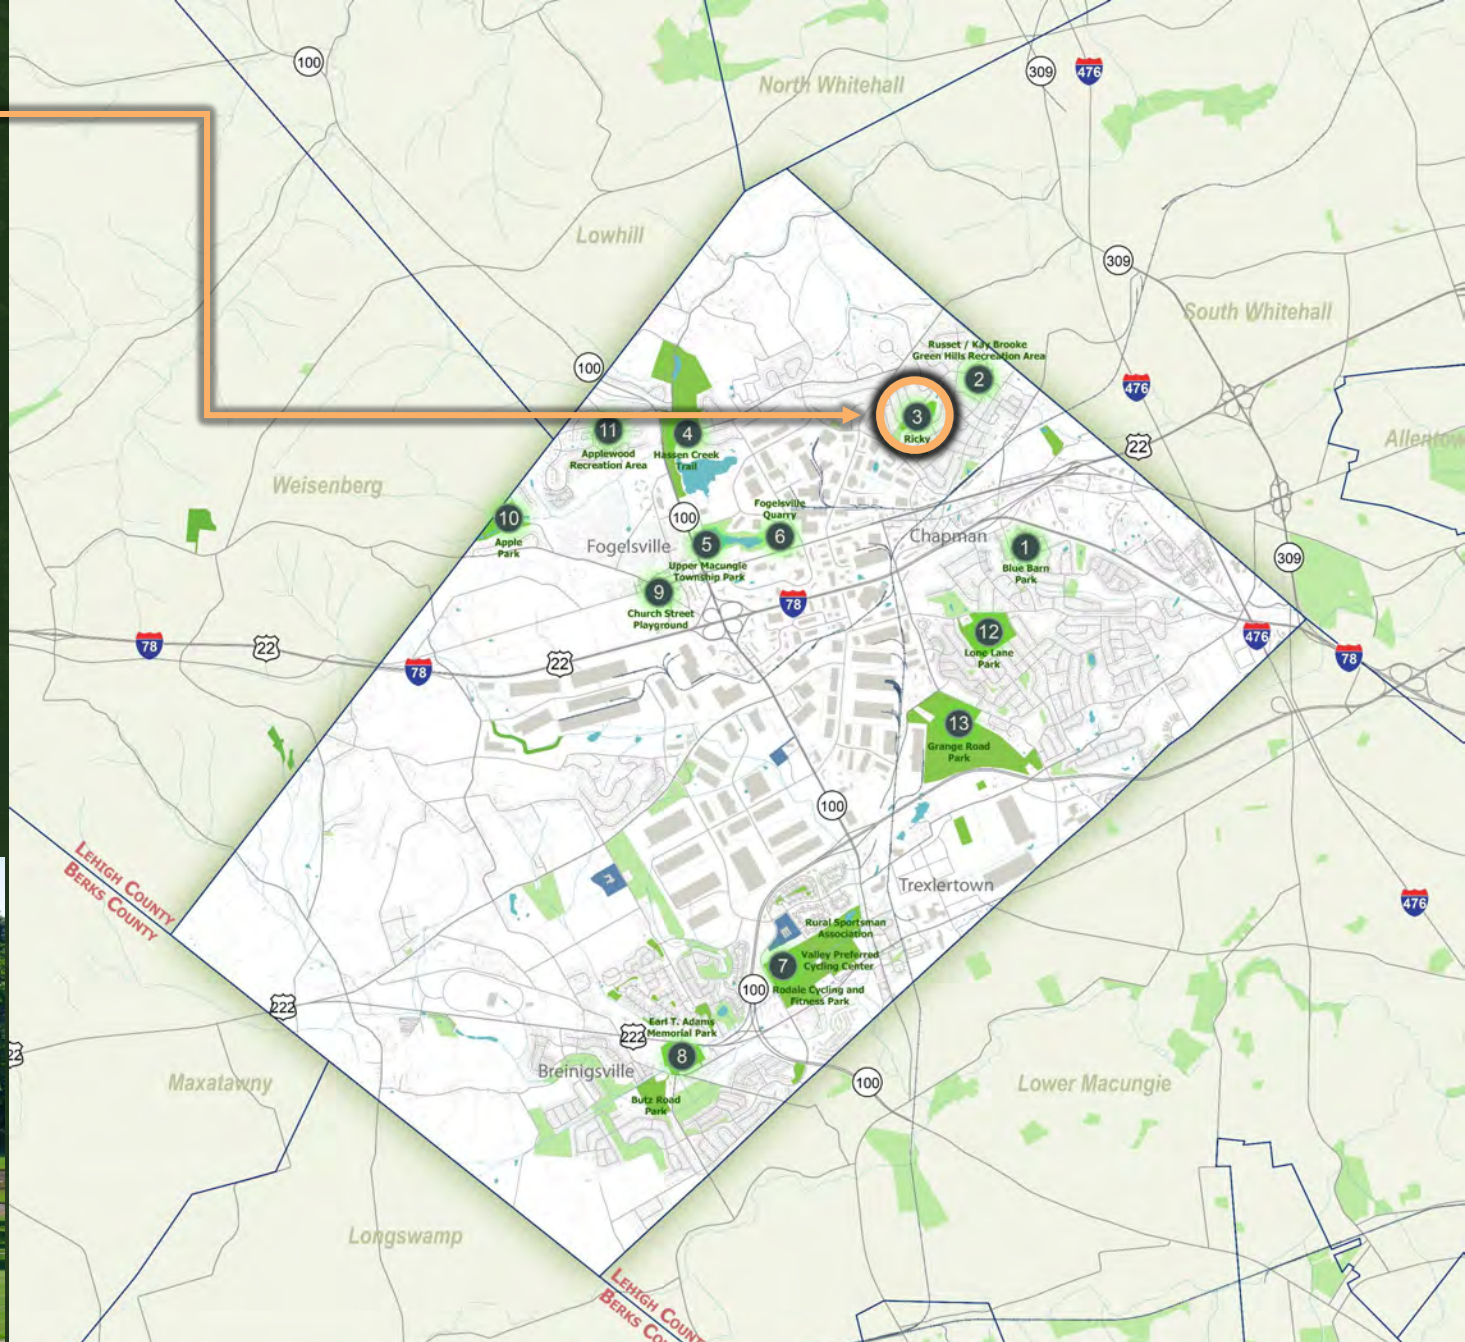 100
309
476
North Whitehall
Lowhill
309
South Whitehall
100
Russet / Kay Brooke
Green Hills Recreation Area
2
476
3
Ricky
22
Allentow
11
Applewood
Recreation Area
4
Hassen Creek
Trail
Weisenberg
10
Apple
Park
100
Fogelsville
Fogelsville
Quarry
6
5
Upper Macungie
Township Park
Chapman
1
Blue Barn
Park
309
9
Church Street
Playground
78
12
Lone Lane
Park
476
78
78
22
78
22
13
Grange Road
Park
100
LEHIGH COUNTY
BERKS COUNTY
Trexlertown
476
Rural Sportsman
Association
7
Valley Preferred
Cycling Center
Rodale Cycling and
Fitness Park
100
222
222
Earl T. Adams
Memorial Park
8
22
Breinigsville
Butz Road
Park
Maxatawny
100
Lower Macungie
Longswamp
LEHIGH COUNT
BERKS CO